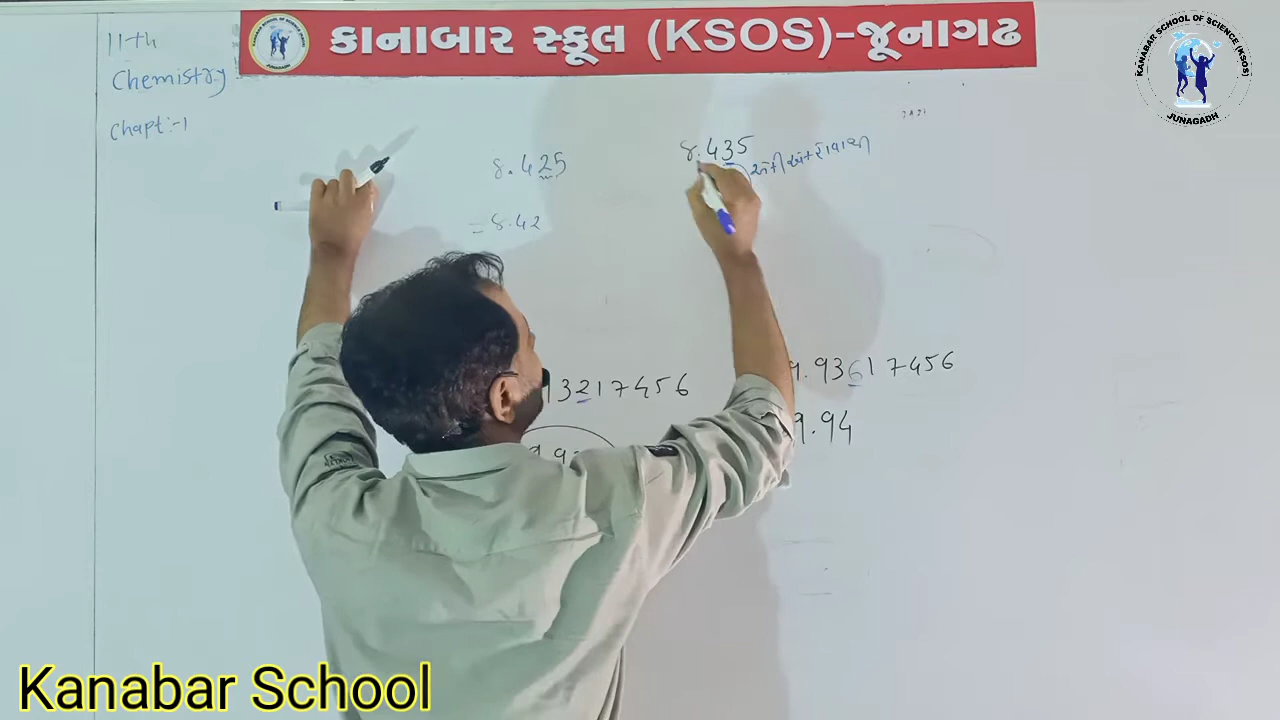 કાનાબાર સ્કૂલ (KSOS)-જૂનાગઢ
KANABAR SCHOOL OF SCIENCE (KSOS)
JUNAGADH
11th
Chemistry
Chapt:-1
8.425
= 8.42
8.435
93617456
9.94
3217456
Kanabar School